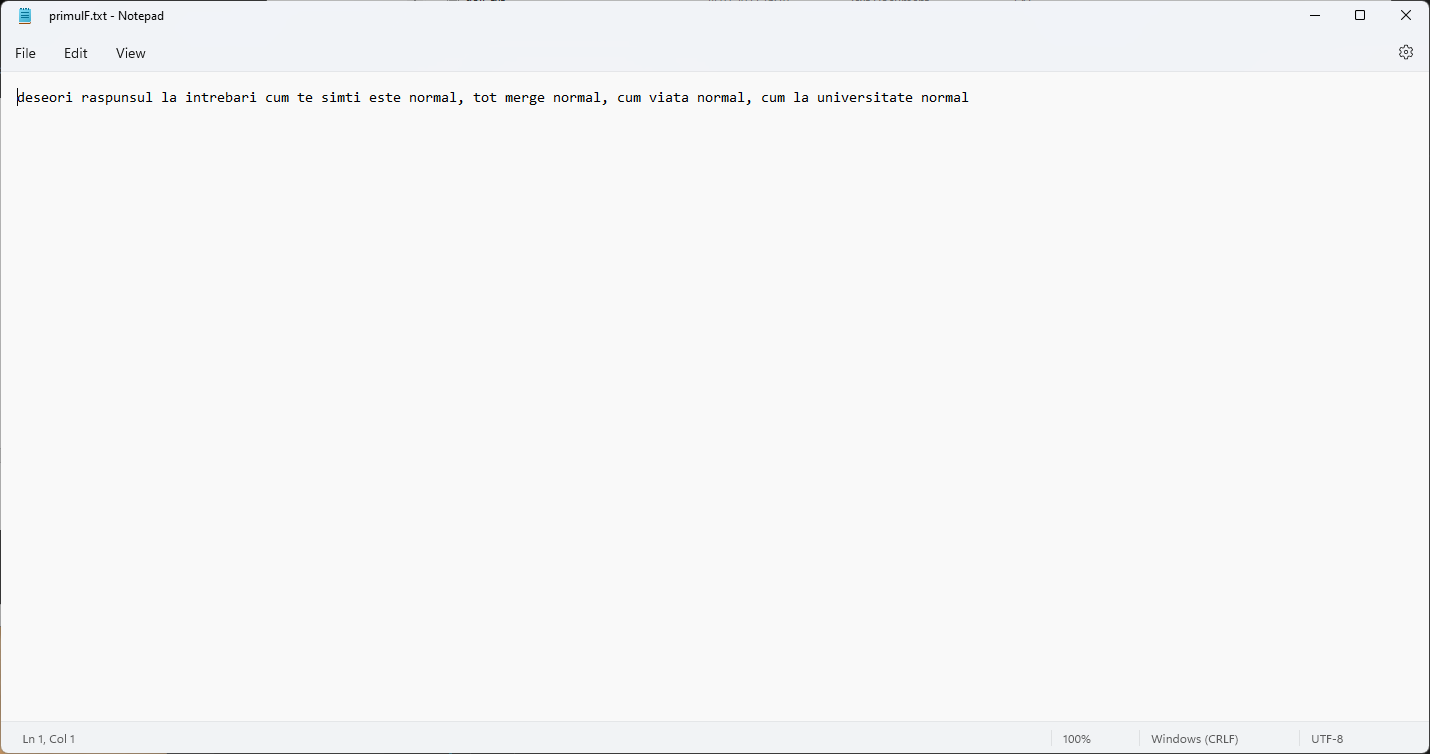 primulF.txt - Notepad
File Edit View
deseori raspunsul la intrebari cum te simti este normal, tot merge normal, cum viata normal, cum la universitate normal
Ln 1, Col 1 100% Windows (CRLF) UTF-8